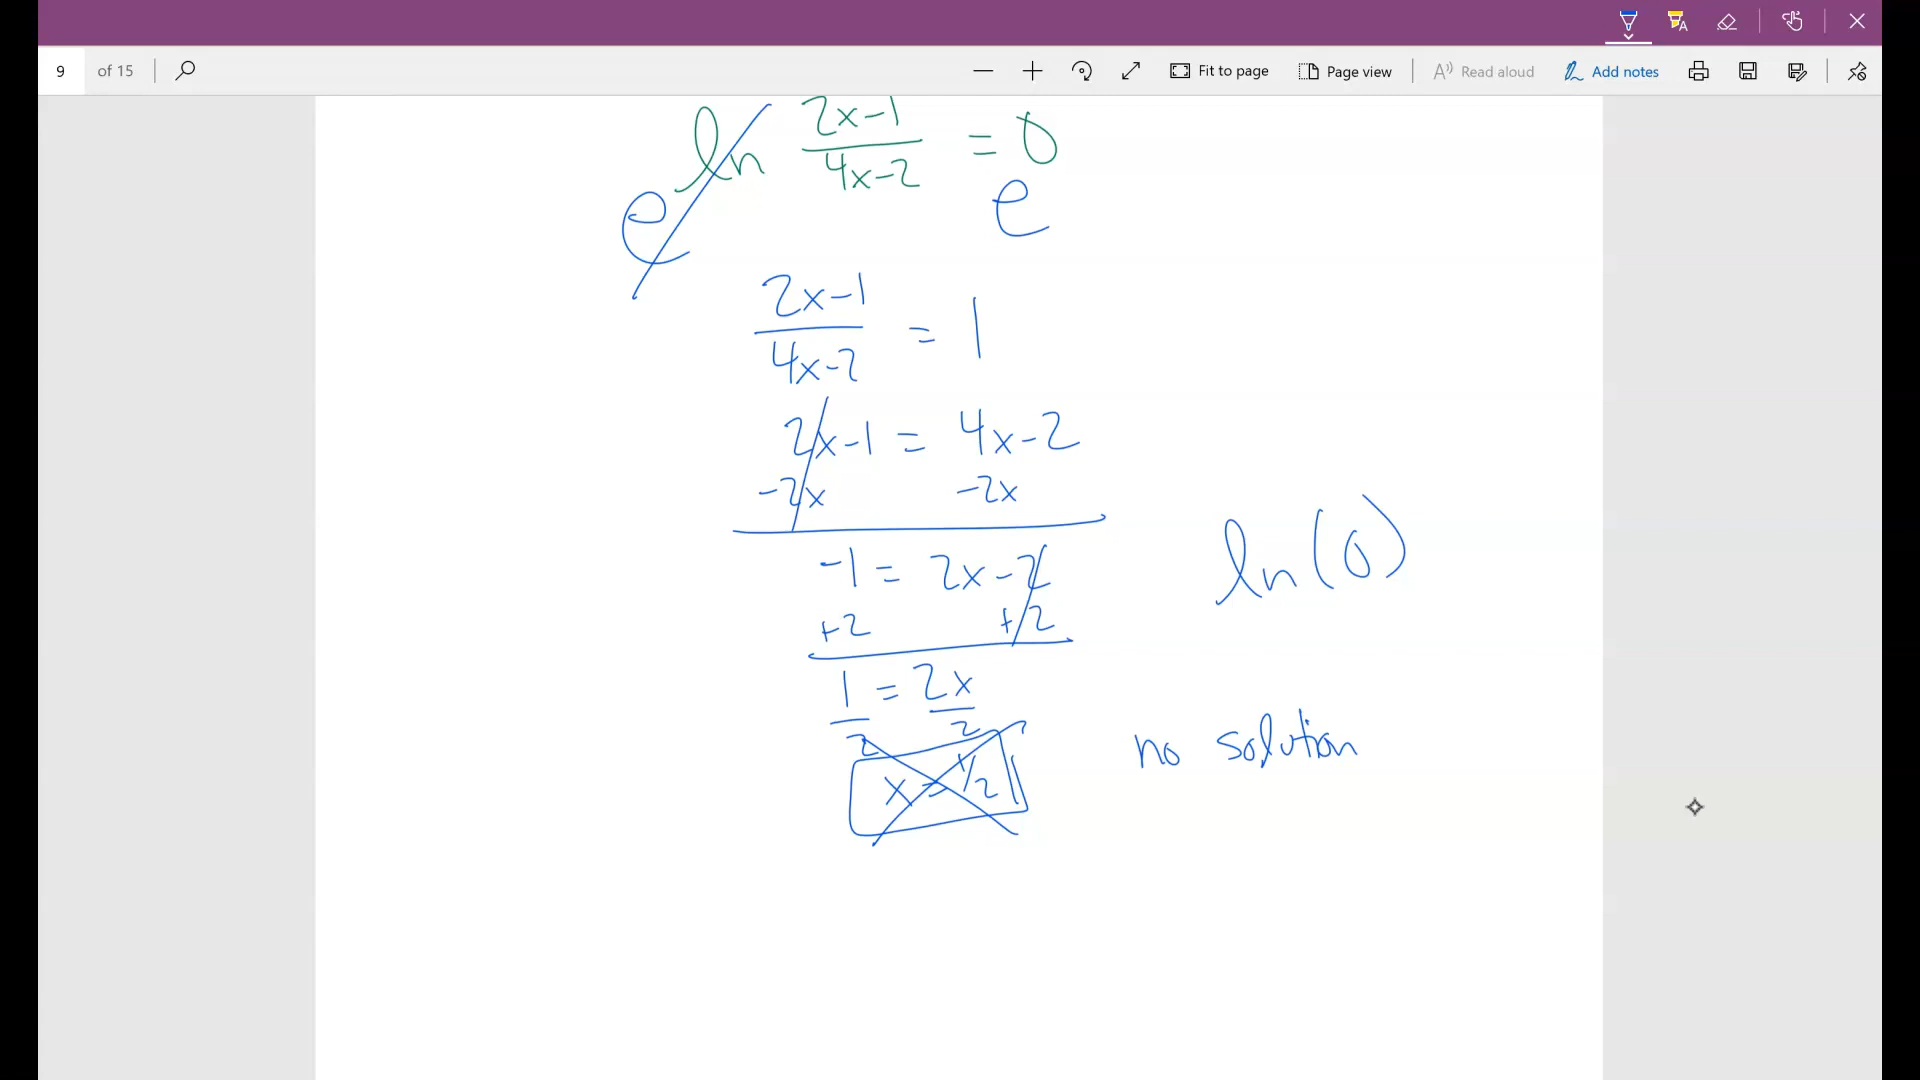 9 of 15 Fit to page Page view Read aloud Add notes
ln (2x-1)/(4x-2) = 0
e e
(2x-1)/(4x-2) = 1
2x-1 = 4x-2
-2x -2x
-1 = 2x-2
+2 +2
1/2 = 2x/2
x = 1/2
ln(0)
no solution